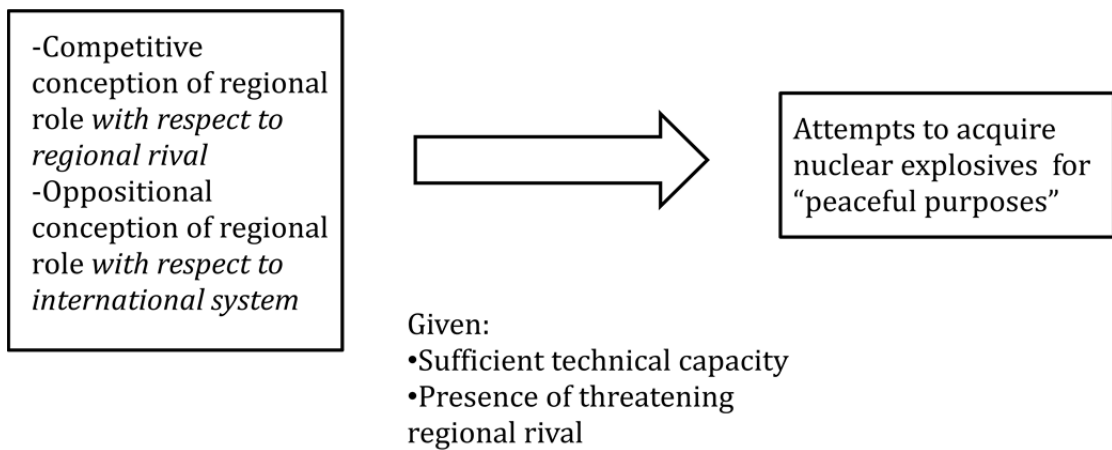 -Competitive
conception of regional
role with respect to
regional rival
-Oppositional
conception of regional
role with respect to
international system
Attempts to acquire
nuclear explosives for
“peaceful purposes”
Given:
•Sufficient technical capacity
•Presence of threatening
regional rival